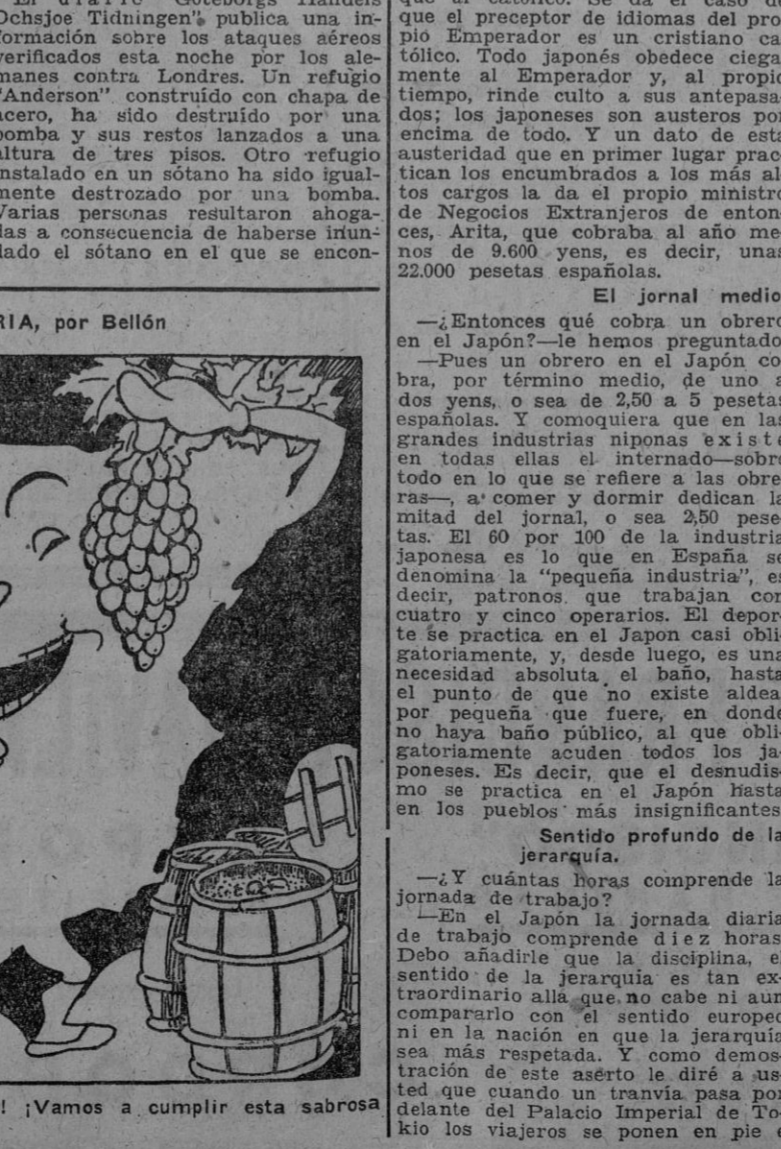 El diario "Göteborgs Handels
Ochsjoe Tidningen", publica una in-
formación sobre los ataques aéreos
verificados esta noche por los ale-
manes contra Londres. Un refugio
"Anderson" construído con chapa de
acero, ha sido destruído por una
bomba y sus restos lanzados a una
altura de tres pisos. Otro refugio
instalado en un sótano ha sido igual-
mente destrozado por una bomba.
Varias personas resultaron ahoga-
das a consecuencia de haberse inun-
dado el sótano en el que se encon-
RIA, por Bellón
! ¡Vamos a cumplir esta sabrosa
que al católico. Se da el caso de
que el preceptor de idiomas del pro-
pio Emperador es un cristiano ca-
tólico. Todo japonés obedece ciega-
mente al Emperador y, al propio
tiempo, rinde culto a sus antepasa-
dos; los japoneses son austeros por
encima de todo. Y un dato de esta
austeridad que en primer lugar prac-
tican los encumbrados a los más al-
tos cargos la da el propio ministro
de Negocios Extranjeros de enton-
ces, Arita, que cobraba al año me-
nos de 9.600 yens, es decir, unas
22.000 pesetas españolas.
El jornal medio
—¿Entonces qué cobra un obrero
en el Japón?—le hemos preguntado
—Pues un obrero en el Japón co-
bra, por término medio, de uno a
dos yens, o sea de 2,50 a 5 pesetas
españolas. Y comoquiera que en las
grandes industrias niponas existe
en todas ellas el internado—sobre
todo en lo que se refiere a las obre-
ras—, a comer y dormir dedican la
mitad del jornal, o sea 2,50 pese-
tas. El 60 por 100 de la industria
japonesa es lo que en España se
denomina la "pequeña industria", es
decir, patronos que trabajan con
cuatro y cinco operarios. El depor-
te se practica en el Japon casi obli-
gatoriamente, y, desde luego, es una
necesidad absoluta el baño, hasta
el punto de que no existe aldea,
por pequeña que fuere, en donde
no haya baño público, al que obli-
gatoriamente acuden todos los ja-
poneses. Es decir, que el desnudis-
mo se practica en el Japón hasta
en los pueblos más insignificantes
Sentido profundo de la
jerarquía.
—¿Y cuántas horas comprende la
jornada de trabajo?
—En el Japón la jornada diaria
de trabajo comprende diez horas.
Debo añadirle que la disciplina, el
sentido de la jerarquia es tan ex-
traordinario alla que no cabe ni aun
compararlo con el sentido europeo
ni en la nación en que la jerarquía
sea más respetada. Y como demos-
tración de este aserto le diré a us-
ted que cuando un tranvía pasa por
delante del Palacio Imperial de To-
kio los viajeros se ponen en pie e